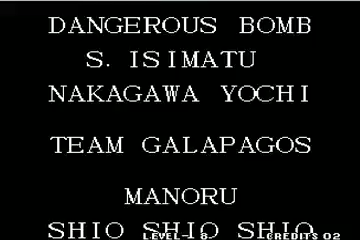 DANGEROUS BOMB
S. ISIMATU
NAKAGAWA YOCHI
TEAM GALAPAGOS
MANORU
SHIO SHIO SHIO
LEVEL- 8 CREDITS 02